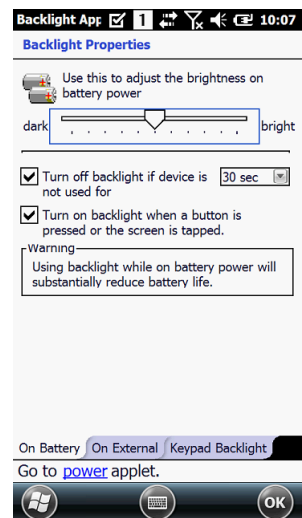 Backlight App 1 10:07
Backlight Properties
Use this to adjust the brightness on
battery power
dark bright
Turn off backlight if device is 30 sec
not used for
Turn on backlight when a button is
pressed or the screen is tapped.
Warning
Using backlight while on battery power will
substantially reduce battery life.
On Battery On External Keypad Backlight
Go to power applet.
OK